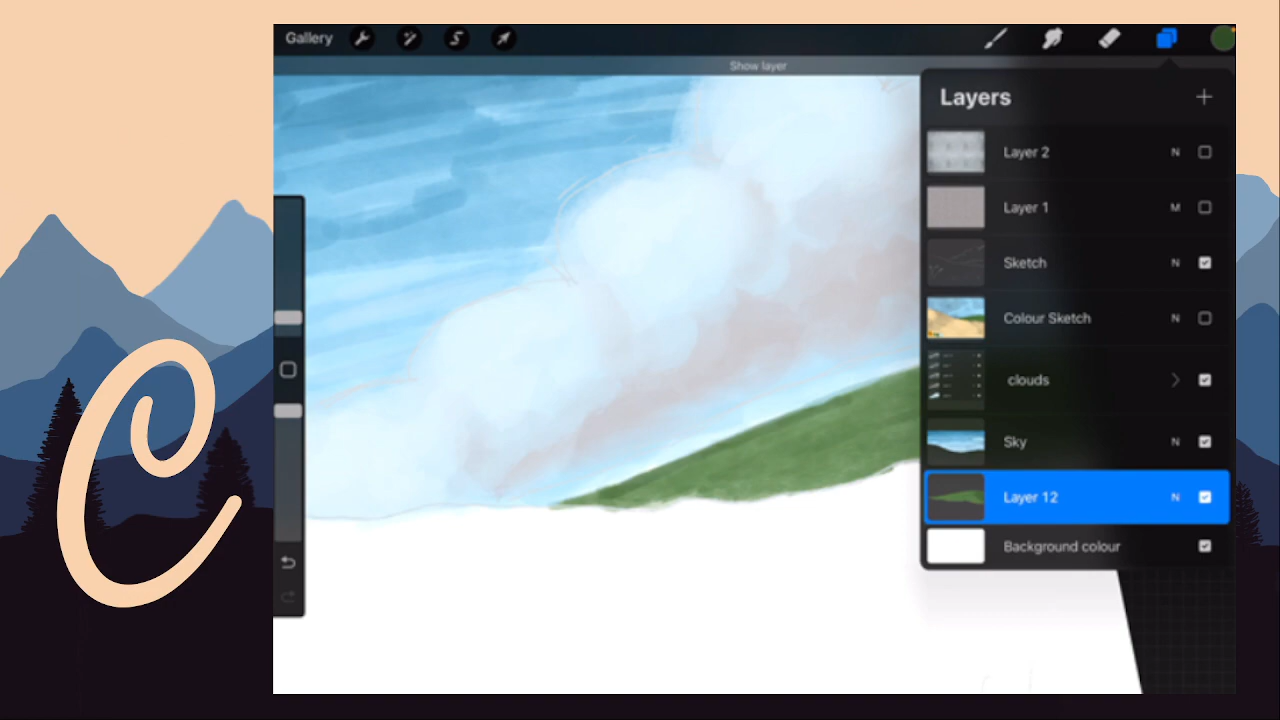 Gallery
Show layer
Layers
Layer 2 N
Layer 1 M
Sketch N
Colour Sketch N
clouds
Sky N
Layer 12 N
Background colour
C